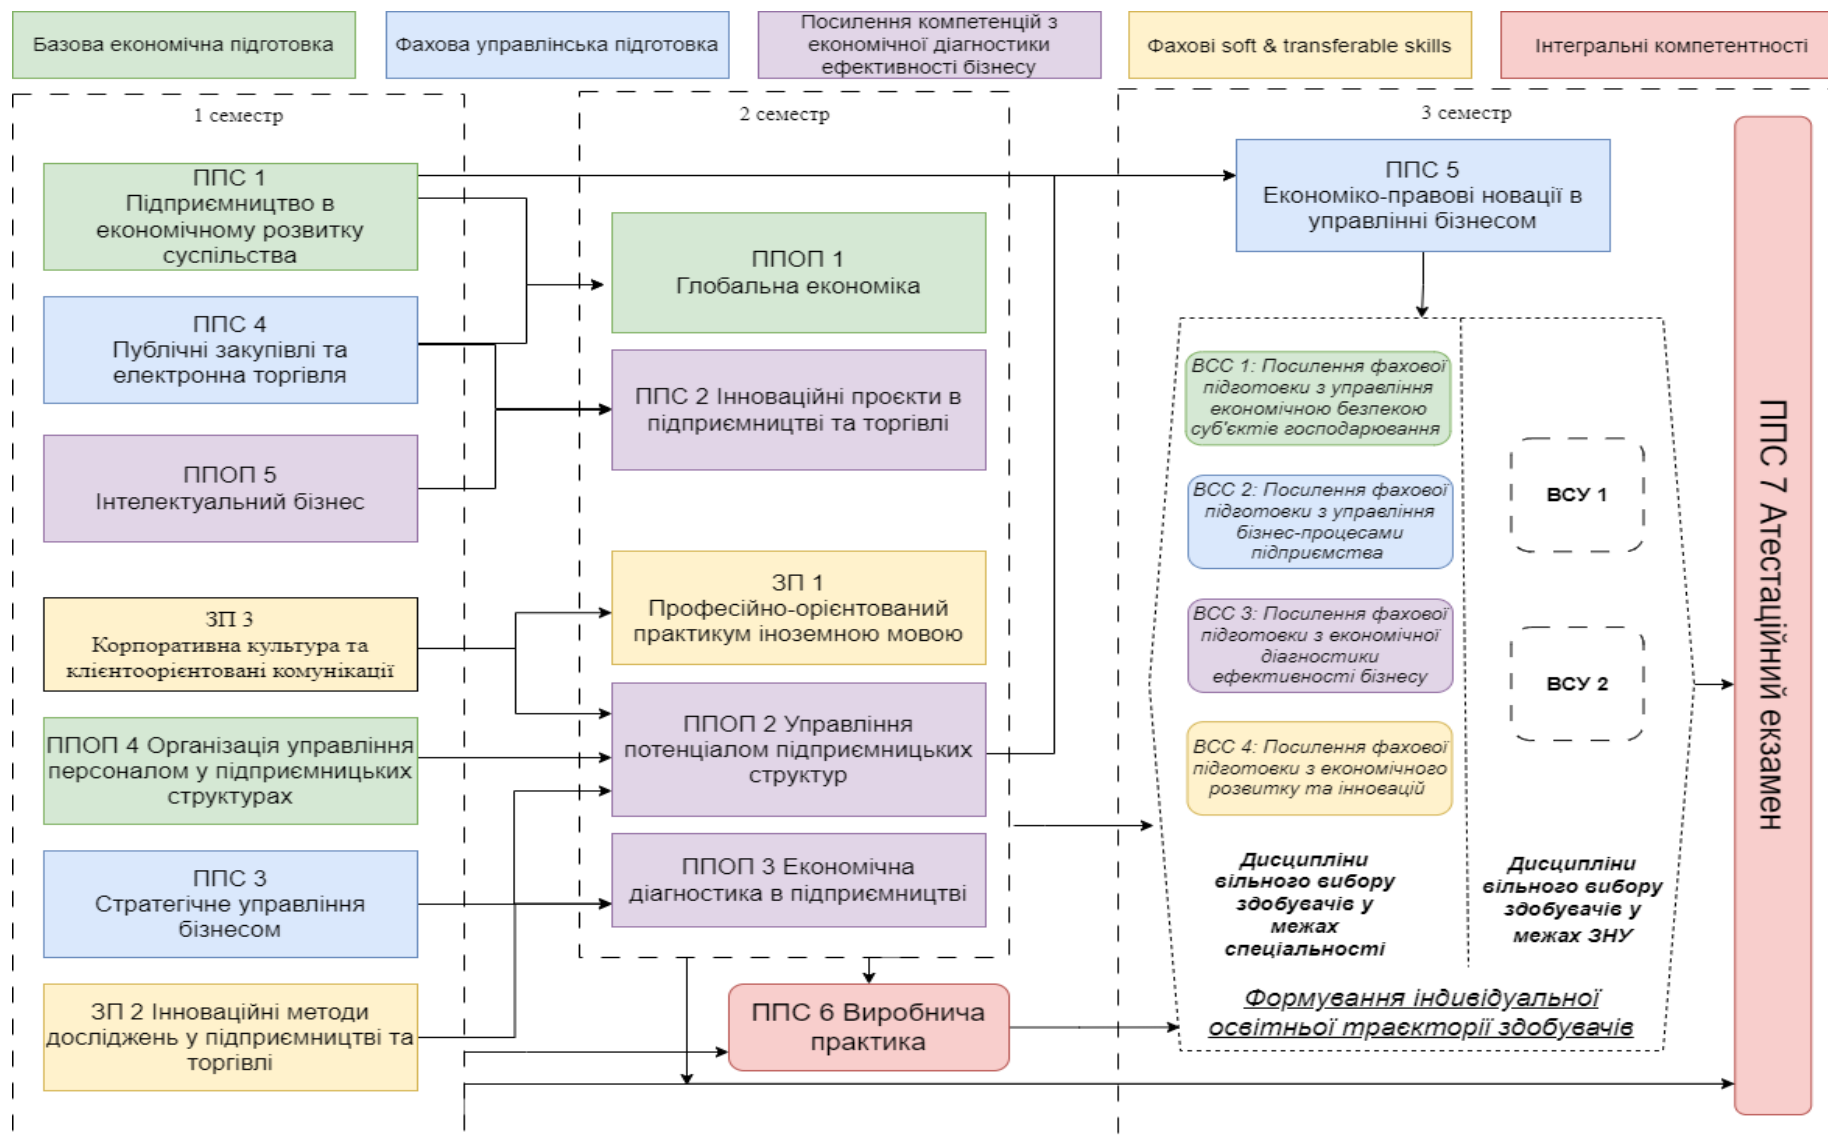 Базова економічна підготовка
Фахова управлінська підготовка
Посилення компетенцій з
економічної діагностики
ефективності бізнесу
Фахові soft & transferable skills
Інтегральні компетентності
1 семестр
ППС 1
Підприємництво в
економічному розвитку
суспільства
ППС 4
Публічні закупівлі та
електронна торгівля
ППОП 5
Інтелектуальний бізнес
ЗП 3
Корпоративна культура та
клієнтоорієнтовані комунікації
ППОП 4 Організація управління
персоналом у підприємницьких
структурах
ППС 3
Стратегічне управління
бізнесом
ЗП 2 Інноваційні методи
досліджень у підприємництві та
торгівлі
2 семестр
ППОП 1
Глобальна економіка
ППС 2 Інноваційні проєкти в
підприємництві та торгівлі
ЗП 1
Професійно-орієнтований
практикум іноземною мовою
ППОП 2 Управління
потенціалом підприємницьких
структур
ППОП 3 Економічна
діагностика в підприємництві
ППС 6 Виробнича
практика
3 семестр
ППС 5
Економіко-правові новації в
управлінні бізнесом
ВСС 1: Посилення фахової
підготовки з управління
економічною безпекою
суб'єктів господарювання
ВСС 2: Посилення фахової
підготовки з управління
бізнес-процесами
підприємства
ВСС 3: Посилення фахової
підготовки з економічної
діагностики
ефективності бізнесу
ВСС 4: Посилення фахової
підготовки з економічного
розвитку та інновацій
Дисципліни
вільного вибору
здобувачів у
межах
спеціальності
ВСУ 1
ВСУ 2
Дисципліни
вільного вибору
здобувачів у
межах ЗНУ
Формування індивідуальної
освітньої траєкторії здобувачів
ППС 7 Атестаційний екзамен